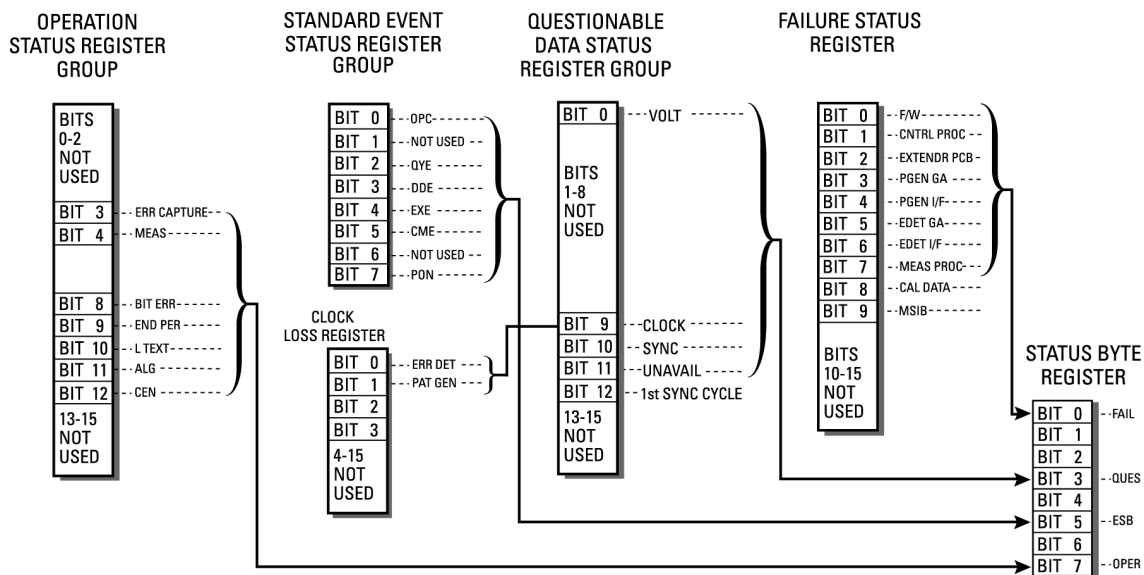 OPERATION
STATUS REGISTER
GROUP
BITS
0-2
NOT
USED
BIT 3 ERR CAPTURE
BIT 4 MEAS
BIT 8 BIT ERR
BIT 9 END PER
BIT 10 L TEXT
BIT 11 ALG
BIT 12 CEN
13-15
NOT
USED
STANDARD EVENT
STATUS REGISTER
GROUP
BIT 0 OPC
BIT 1 NOT USED
BIT 2 QYE
BIT 3 DDE
BIT 4 EXE
BIT 5 CME
BIT 6 NOT USED
BIT 7 PON
CLOCK
LOSS REGISTER
BIT 0 ERR DET
BIT 1 PAT GEN
BIT 2
BIT 3
4-15
NOT
USED
QUESTIONABLE
DATA STATUS
REGISTER GROUP
BIT 0 VOLT
BITS
1-8
NOT
USED
BIT 9 CLOCK
BIT 10 SYNC
BIT 11 UNAVAIL
BIT 12 1st SYNC CYCLE
13-15
NOT
USED
FAILURE STATUS
REGISTER
BIT 0 F/W
BIT 1 CNTRL PROC
BIT 2 EXTENDR PCB
BIT 3 PGEN GA
BIT 4 PGEN I/F
BIT 5 EDET GA
BIT 6 EDET I/F
BIT 7 MEAS PROC
BIT 8 CAL DATA
BIT 9 MSIB
BITS
10-15
NOT
USED
STATUS BYTE
REGISTER
BIT 0 FAIL
BIT 1
BIT 2
BIT 3 QUES
BIT 4
BIT 5 ESB
BIT 6
BIT 7 OPER